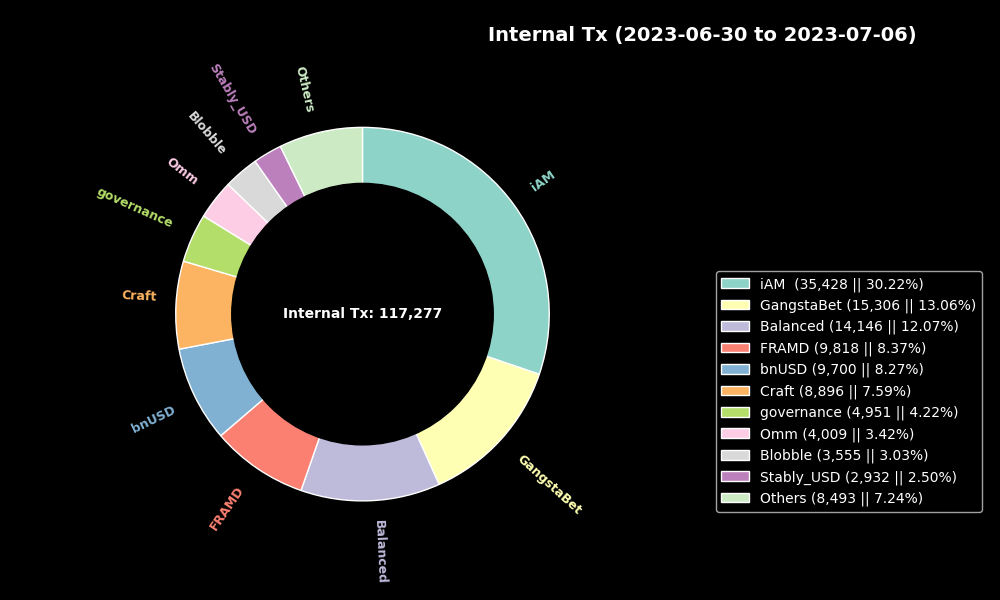 Internal Tx (2023-06-30 to 2023-07-06)
Others
Stably_USD
Blobble
Omm
governance
Craft
bnUSD
FRAMD
Balanced
GangstaBet
iAM
Internal Tx: 117,277
iAM  (35,428 || 30.22%)
GangstaBet (15,306 || 13.06%)
Balanced (14,146 || 12.07%)
FRAMD (9,818 || 8.37%)
bnUSD (9,700 || 8.27%)
Craft (8,896 || 7.59%)
governance (4,951 || 4.22%)
Omm (4,009 || 3.42%)
Blobble (3,555 || 3.03%)
Stably_USD (2,932 || 2.50%)
Others (8,493 || 7.24%)